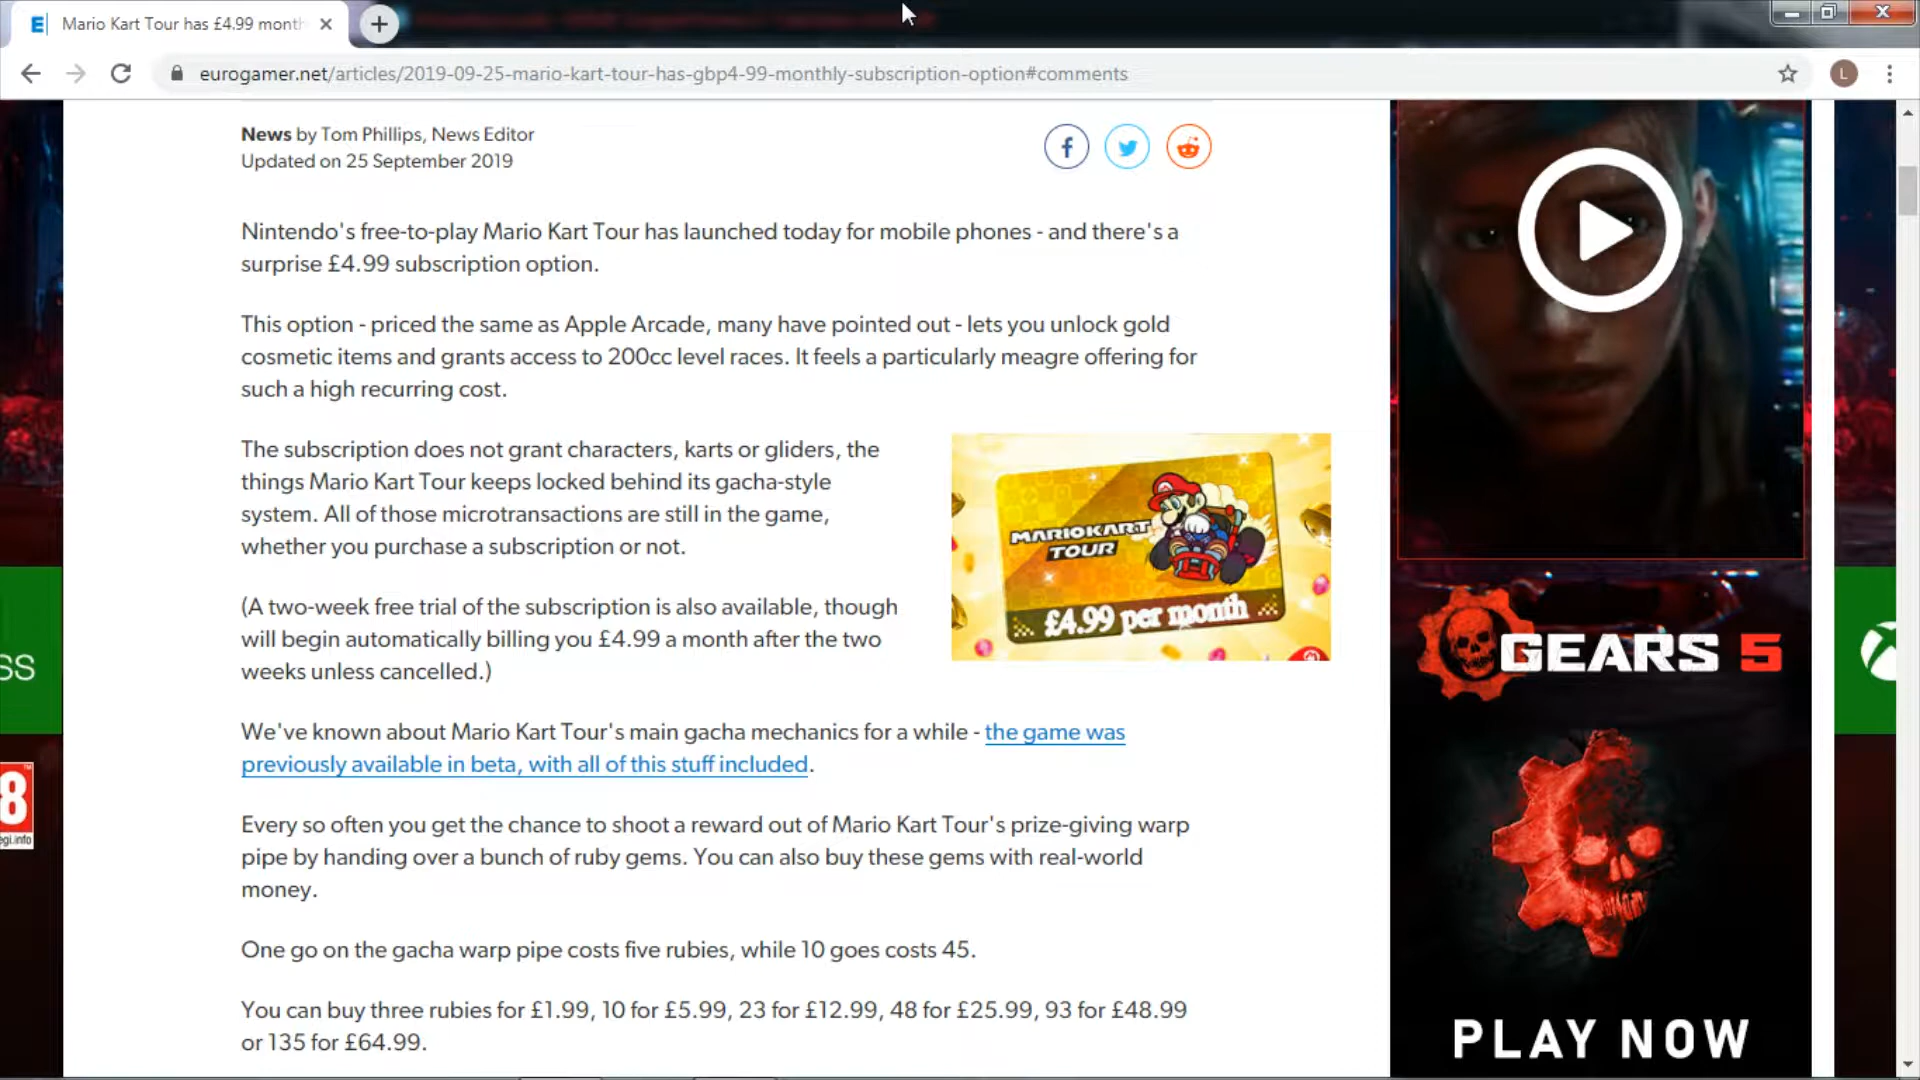 Mario Kart Tour has £4.99 month
eurogamer.net/articles/2019-09-25-mario-kart-tour-has-gbp4-99-monthly-subscription-option#comments
L
News by Tom Phillips, News Editor
Updated on 25 September 2019
Nintendo's free-to-play Mario Kart Tour has launched today for mobile phones - and there's a
surprise £4.99 subscription option.
This option - priced the same as Apple Arcade, many have pointed out - lets you unlock gold
cosmetic items and grants access to 200cc level races. It feels a particularly meagre offering for
such a high recurring cost.
The subscription does not grant characters, karts or gliders, the
things Mario Kart Tour keeps locked behind its gacha-style
system. All of those microtransactions are still in the game,
whether you purchase a subscription or not.
MARIOKART
TOUR
£4.99 per month
(A two-week free trial of the subscription is also available, though
will begin automatically billing you £4.99 a month after the two
weeks unless cancelled.)
We've known about Mario Kart Tour's main gacha mechanics for a while - the game was
previously available in beta, with all of this stuff included.
Every so often you get the chance to shoot a reward out of Mario Kart Tour's prize-giving warp
pipe by handing over a bunch of ruby gems. You can also buy these gems with real-world
money.
One go on the gacha warp pipe costs five rubies, while 10 goes costs 45.
You can buy three rubies for £1.99, 10 for £5.99, 23 for £12.99, 48 for £25.99, 93 for £48.99
or 135 for £64.99.
SS
8
egi.info
GEARS 5
PLAY NOW